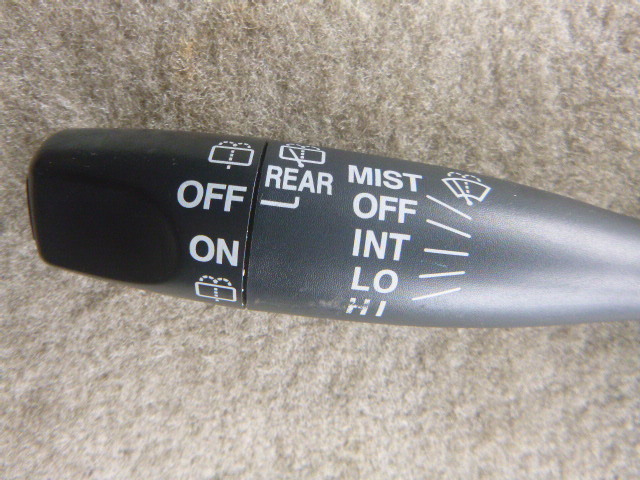 OFF
ON
REAR
MIST
OFF
INT
LO
HI